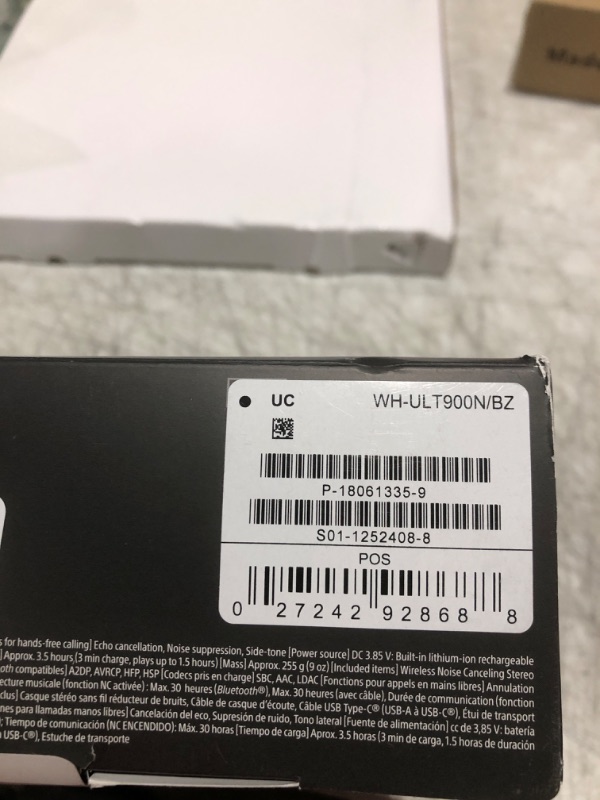 Made
UC WH-ULT900N/BZ
P-18061335-9
S01-1252408-8
POS
0 27242 92868 8
s for hands-free calling] Echo cancellation, Noise suppression, Side-tone [Power source] DC 3.85 V: Built-in lithium-ion rechargeable
] Approx. 3.5 hours (3 min charge, plays up to 1.5 hours) [Mass] Approx. 255 g (9 oz) [Included items] Wireless Noise Canceling Stereo
oth compatibles] A2DP, AVRCP, HFP, HSP [Codecs pris en charge] SBC, AAC, LDAC [Fonctions pour appels en mains libres] Annulation
ecture musicale (fonction NC activée) : Max. 30 heures (Bluetooth®), Max. 30 heures (avec câble), Durée de communication (fonction
clus] Casque stéréo sans fil réducteur de bruits, Câble de casque d'écoute, Câble USB Type-C® (USB-A à USB-C®), Étui de transport
nes para llamadas manos libres] Cancelación del eco, Supresión de ruido, Tono lateral [Fuente de alimentación] cc de 3,85 V: batería
; Tiempo de comunicación (NC ENCENDIDO): Máx. 30 horas [Tiempo de carga] Aprox. 3.5 horas (3 min de carga, 1.5 horas de duración
USB-C®), Estuche de transporte